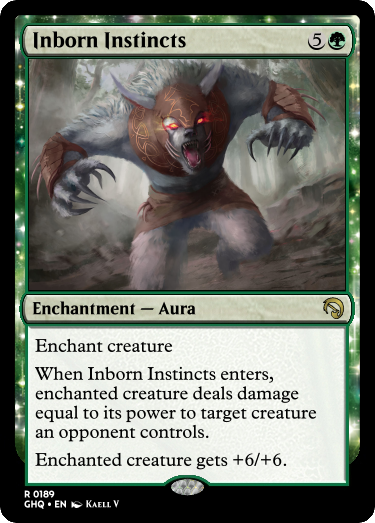 Inborn Instincts 5
Enchantment — Aura
Enchant creature
When Inborn Instincts enters,
enchanted creature deals damage
equal to its power to target creature
an opponent controls.
Enchanted creature gets +6/+6.
R 0189
GHQ • EN Kaell V